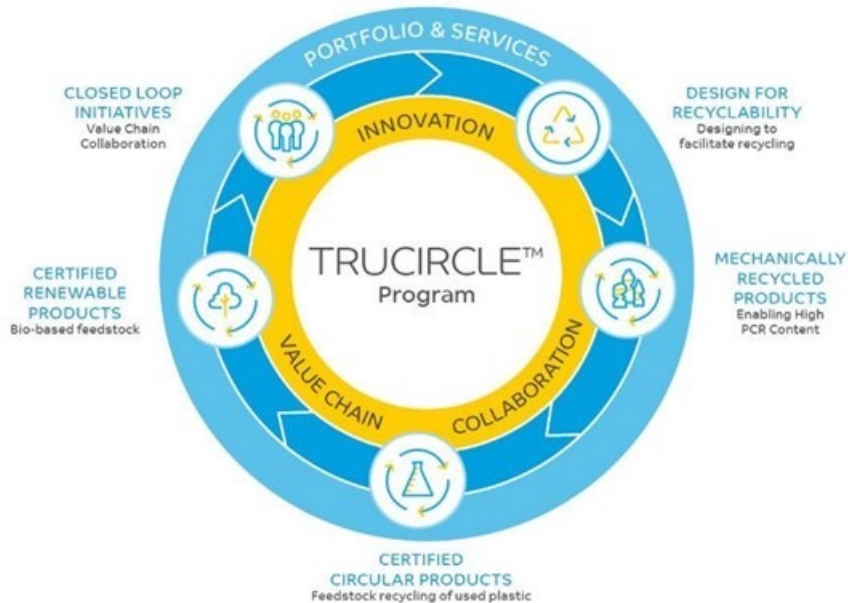 PORTFOLIO & SERVICES
INNOVATION
VALUE CHAIN
COLLABORATION
TRUCIRCLE™
Program
CLOSED LOOP
INITIATIVES
Value Chain
Collaboration
DESIGN FOR
RECYCLABILITY
Designing to
facilitate recycling
CERTIFIED
RENEWABLE
PRODUCTS
Bio-based feedstock
MECHANICALLY
RECYCLED
PRODUCTS
Enabling High
PCR Content
CERTIFIED
CIRCULAR PRODUCTS
Feedstock recycling of used plastic